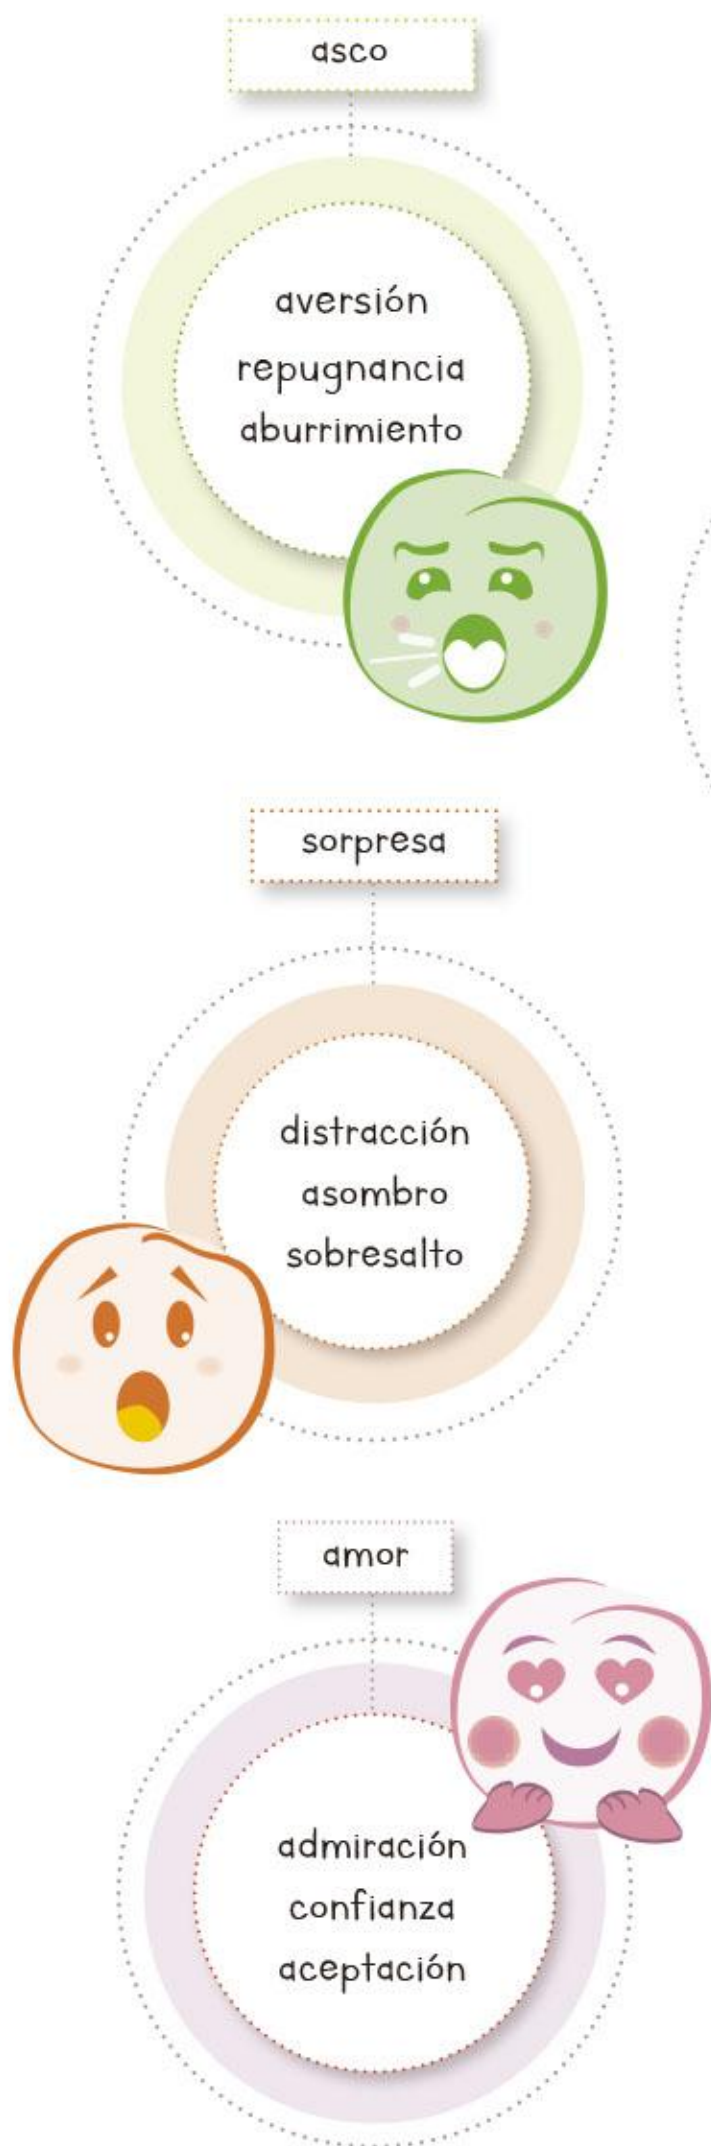 asco
aversión
repugnancia
aburrimiento
sorpresa
distracción
asombro
sobresalto
amor
admiración
confianza
aceptación